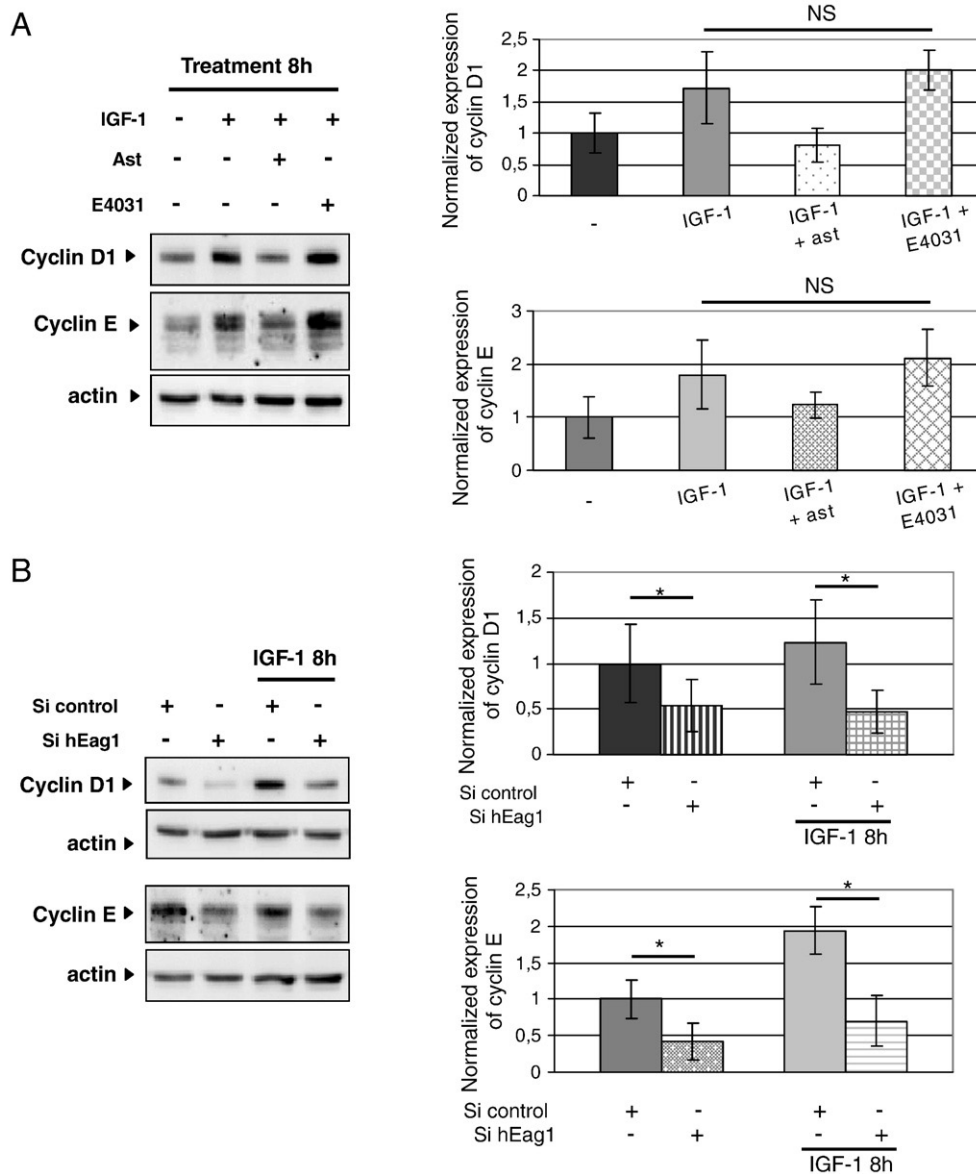 A
Treatment 8h
IGF-1 - + + +
Ast - - + -
E4031 - - - +
Cyclin D1
Cyclin E
actin
Normalized expression
of cyclin D1
2,5
2
1,5
1
0,5
0
NS
-
IGF-1
IGF-1
+ ast
IGF-1 +
E4031
Normalized expression
of cyclin E
3
2
1
0
NS
-
IGF-1
IGF-1
+ ast
IGF-1 +
E4031
B
IGF-1 8h
Si control + - + -
Si hEag1 - + - +
Cyclin D1
actin
Cyclin E
actin
Normalized expression
of cyclin D1
2
1,5
1
0,5
0
* *
Si control + - + -
Si hEag1 - + - +
IGF-1 8h
Normalized expression
of cyclin E
2,5
2
1,5
1
0,5
0
* *
Si control + - + -
Si hEag1 - + - +
IGF-1 8h